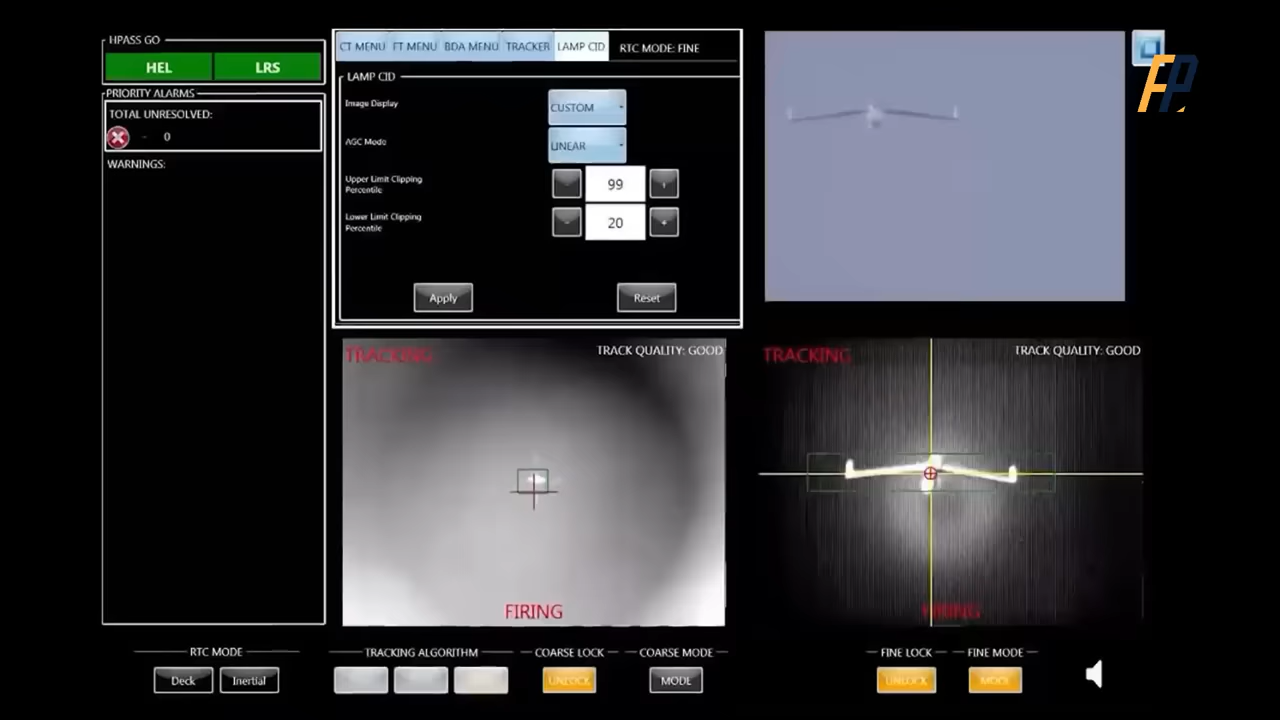 HPASS GO
HEL
LRS
PRIORITY ALARMS
TOTAL UNRESOLVED:
- 0
WARNINGS:
CT MENU
FT MENU
BDA MENU
TRACKER
LAMP CID
RTC MODE: FINE
LAMP CID
Image Display
CUSTOM
AGC Mode
LINEAR
Upper Limit Clipping
Percentile
99
Lower Limit Clipping
Percentile
- 20 +
Apply
Reset
FP
TRACKING
TRACK QUALITY: GOOD
FIRING
TRACKING
TRACK QUALITY: GOOD
FIRING
RTC MODE
Deck
Inertial
TRACKING ALGORITHM
COARSE LOCK
UNLOCK
COARSE MODE
MODE
FINE LOCK
UNLOCK
FINE MODE
MODE